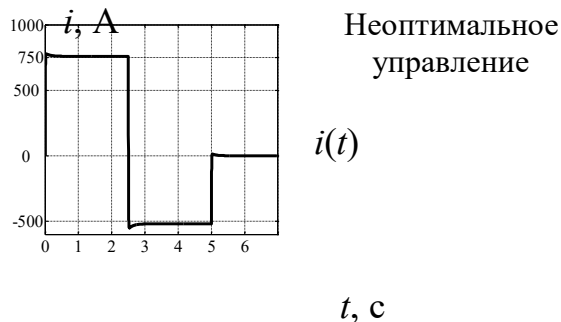 i, A
Неоптимальное
управление
1000
750
500
0
-500
i(t)
0 1 2 3 4 5 6
t, с